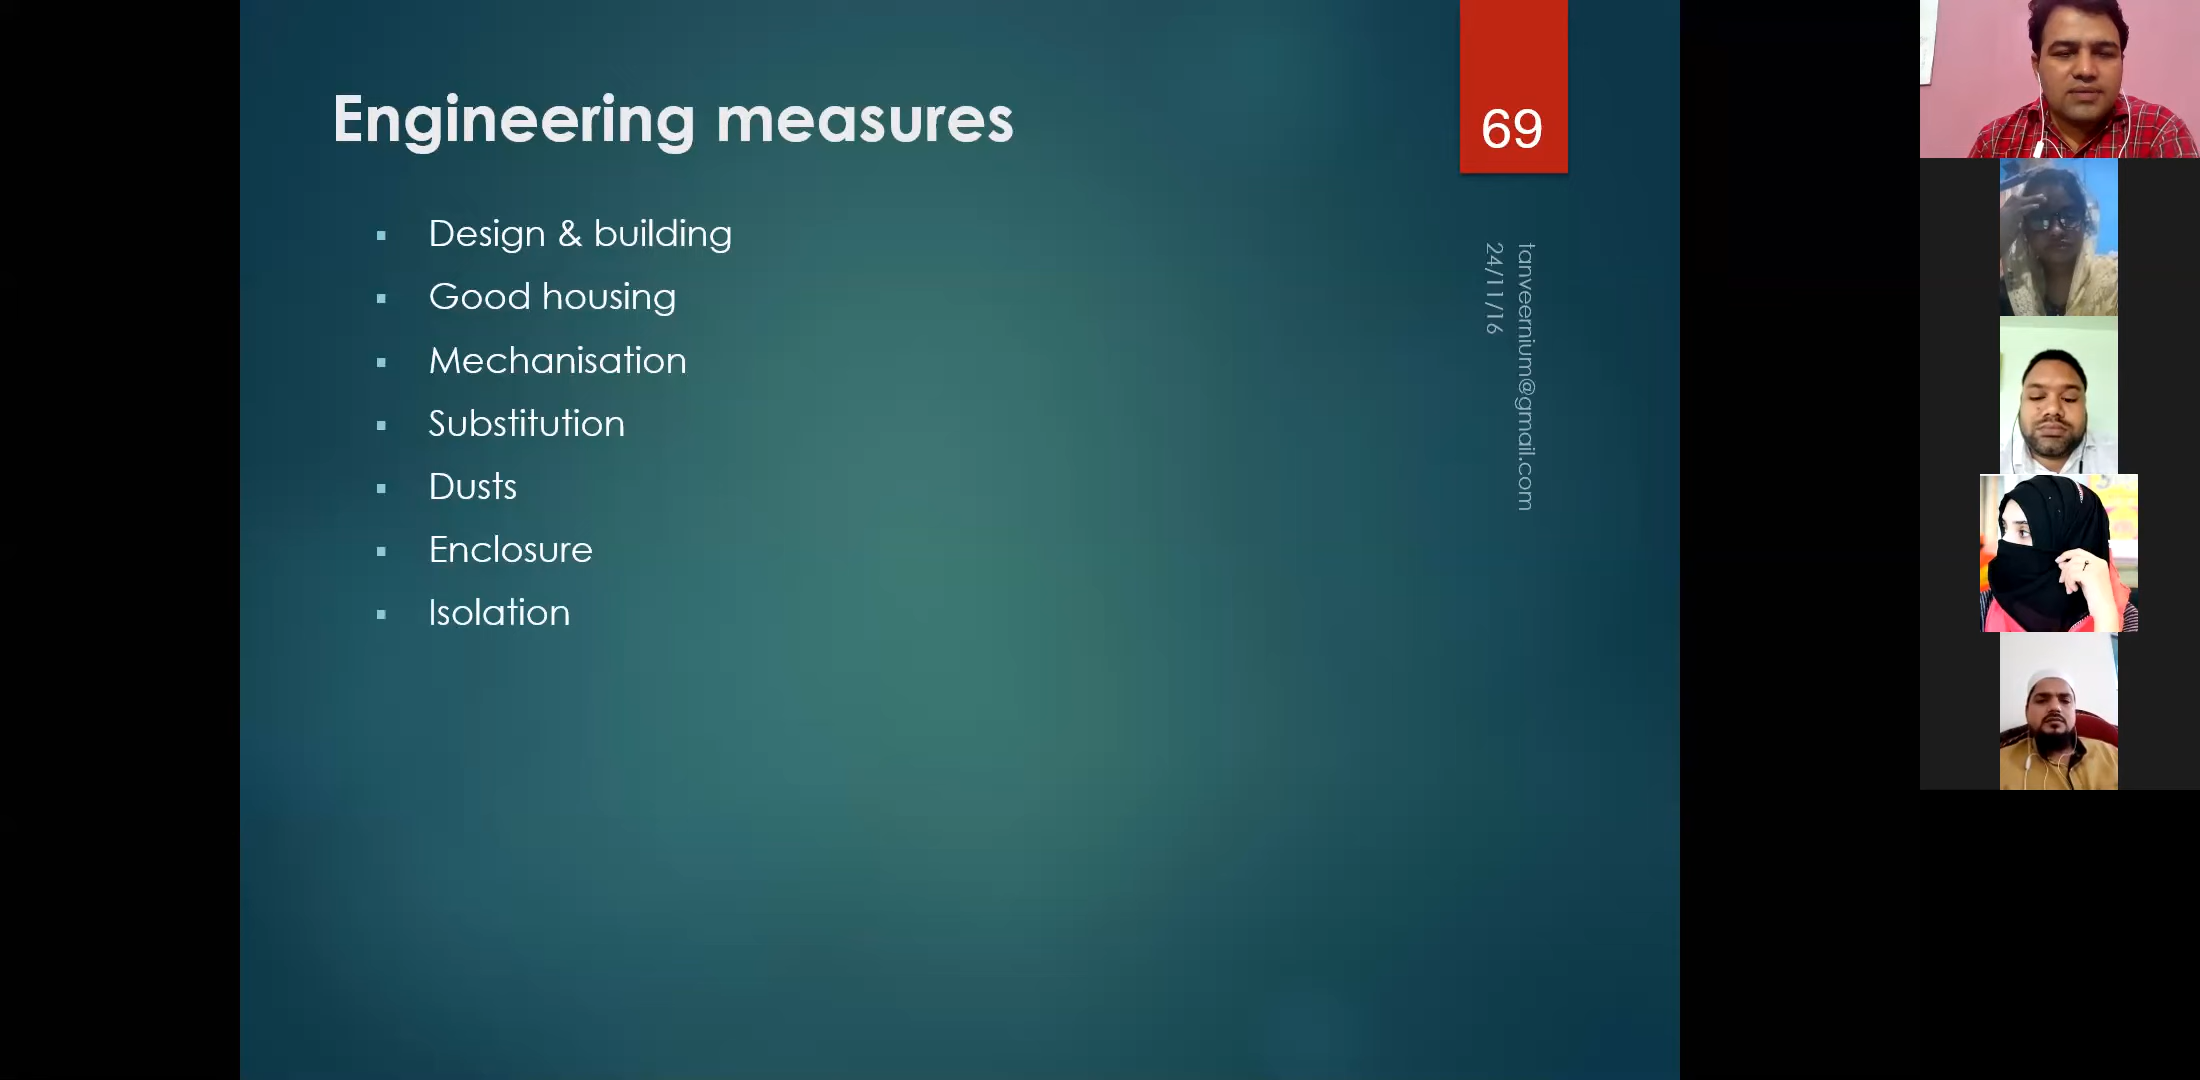 Engineering measures
69
Design & building
Good housing
Mechanisation
Substitution
Dusts
Enclosure
Isolation
tanveernium@gmail.com
24/11/16